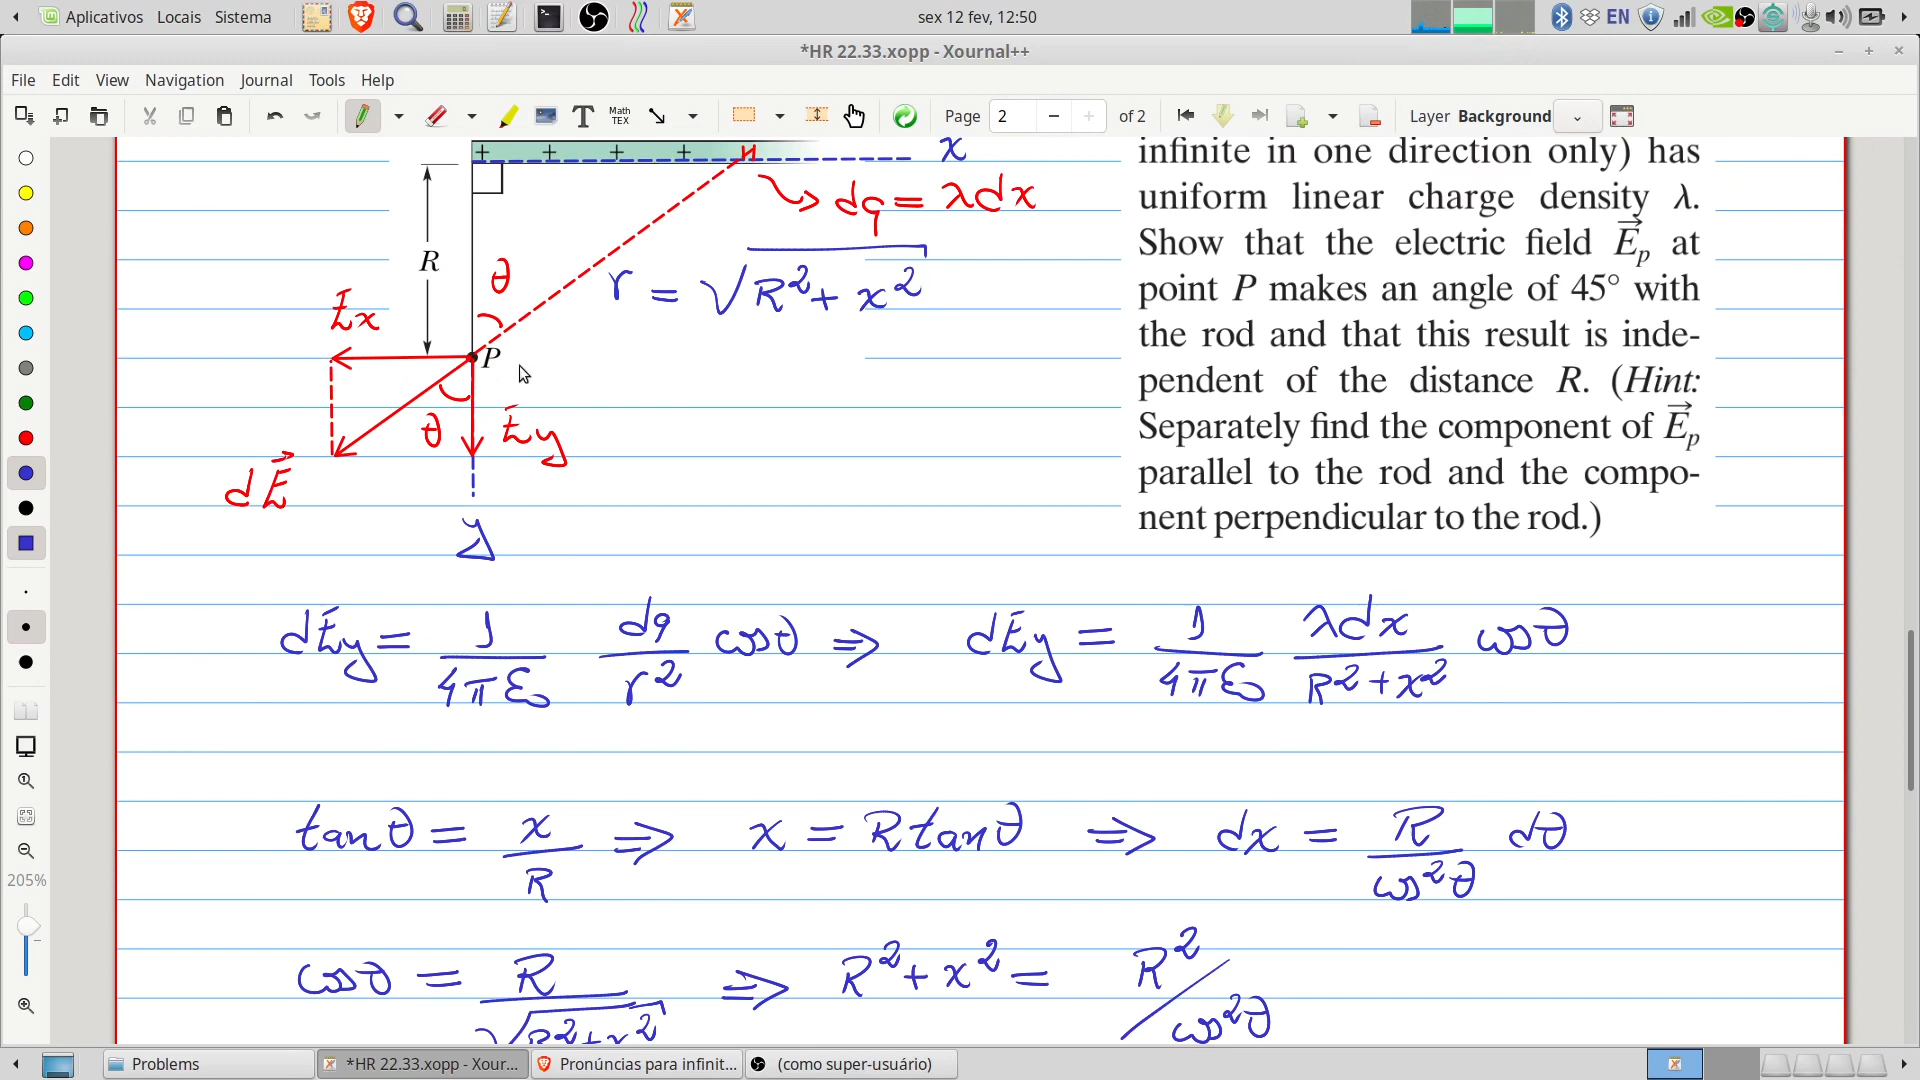 Aplicativos Locais Sistema
sex 12 fev, 12:50
EN
*HR 22.33.xopp - Xournal++
File Edit View Navigation Journal Tools Help
T Math TEX Page 2 of 2 Layer Background
+ + + + x
dq = λdx
R
θ
r = √R² + x²
Ex
P
θ
Ey
dE⃗
y
infinite in one direction only) has
uniform linear charge density λ.
Show that the electric field E⃗p at
point P makes an angle of 45° with
the rod and that this result is inde-
pendent of the distance R. (Hint:
Separately find the component of E⃗p
parallel to the rod and the compo-
nent perpendicular to the rod.)
dEy = 1/4πε₀ dq/r² cosθ ⇒ dEy = 1/4πε₀ λdx/R²+x² cosθ
tanθ = x/R ⇒ x = Rtanθ ⇒ dx = R/cos²θ dθ
205%
cosθ = R/√R²+x² ⇒ R²+x² = R²/cos²θ
Problems
*HR 22.33.xopp - Xour...
Pronúncias para infinit...
(como super-usuário)